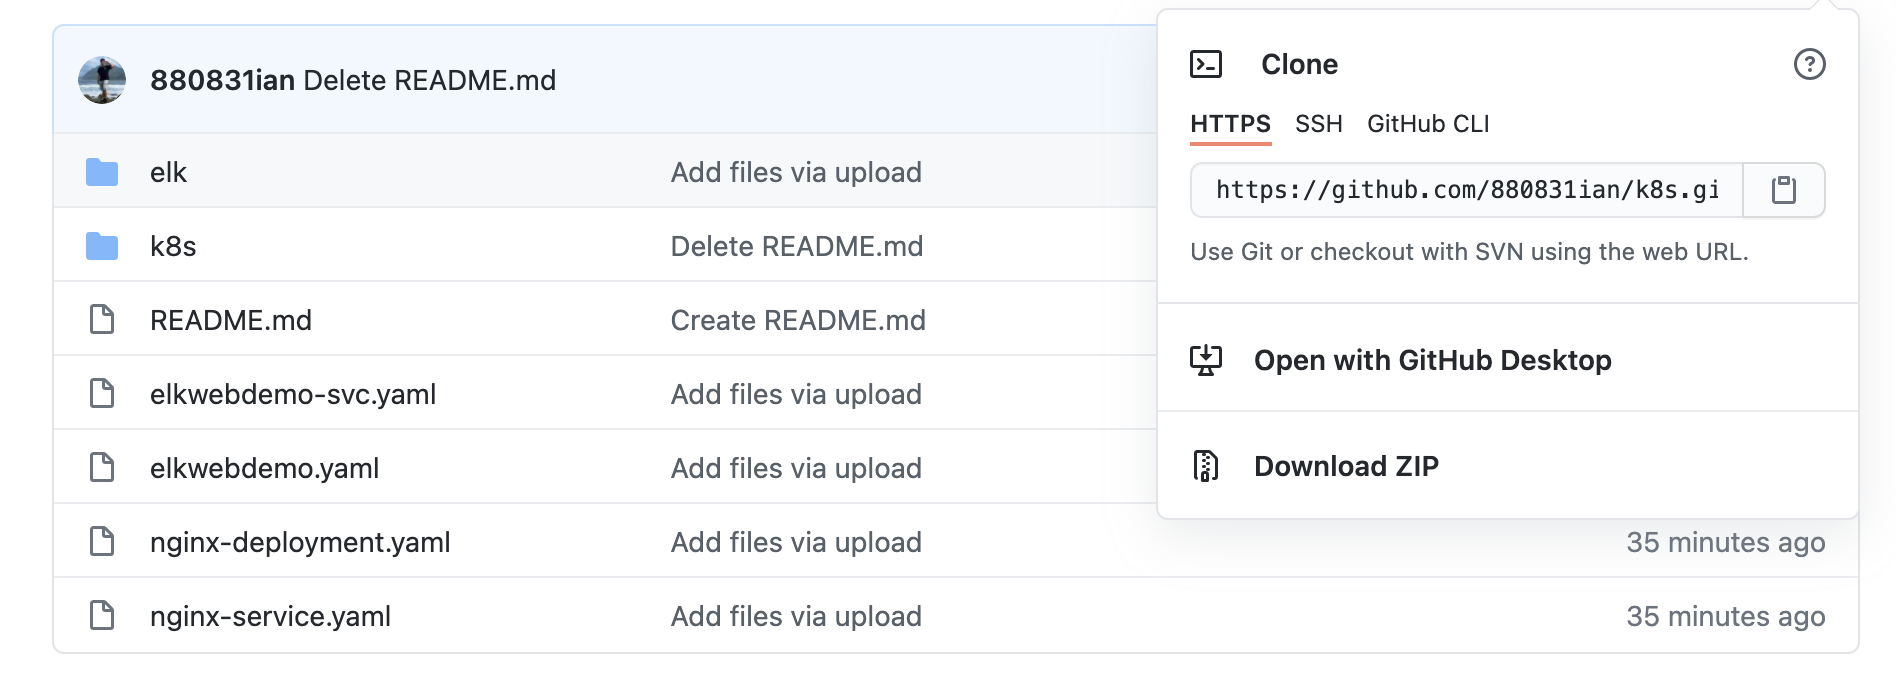 880831ian Delete README.md
elk Add files via upload
k8s Delete README.md
README.md Create README.md
elkwebdemo-svc.yaml Add files via upload
elkwebdemo.yaml Add files via upload
nginx-deployment.yaml Add files via upload 35 minutes ago
nginx-service.yaml Add files via upload 35 minutes ago
Clone
HTTPS SSH GitHub CLI
https://github.com/880831ian/k8s.gi
Use Git or checkout with SVN using the web URL.
Open with GitHub Desktop
Download ZIP